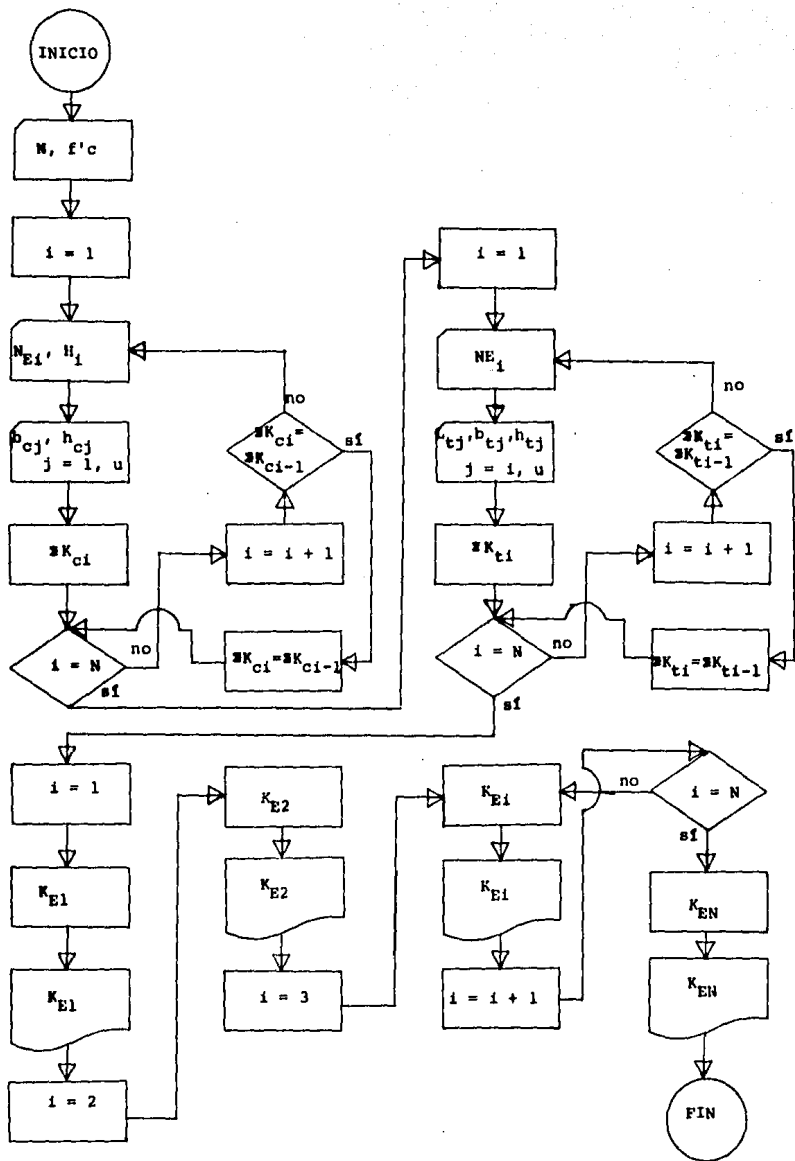 INICIO
N, f'c
i = 1
N_Ei, H_i
b_cj, h_cj
j = 1, u
ΣK_ci
i = N
no
sí
i = i + 1
ΣK_ci=
ΣK_ci-1
no
sí
ΣK_ci=ΣK_ci-1
i = 1
NE_i
L_tj, b_tj, h_tj
j = i, u
ΣK_ti
i = N
no
sí
i = i + 1
ΣK_ti=
ΣK_ti-1
no
sí
ΣK_ti=ΣK_ti-1
i = 1
K_E1
K_E1
i = 2
K_E2
K_E2
i = 3
K_Ei
K_Ei
i = i + 1
i = N
no
sí
K_EN
K_EN
FIN